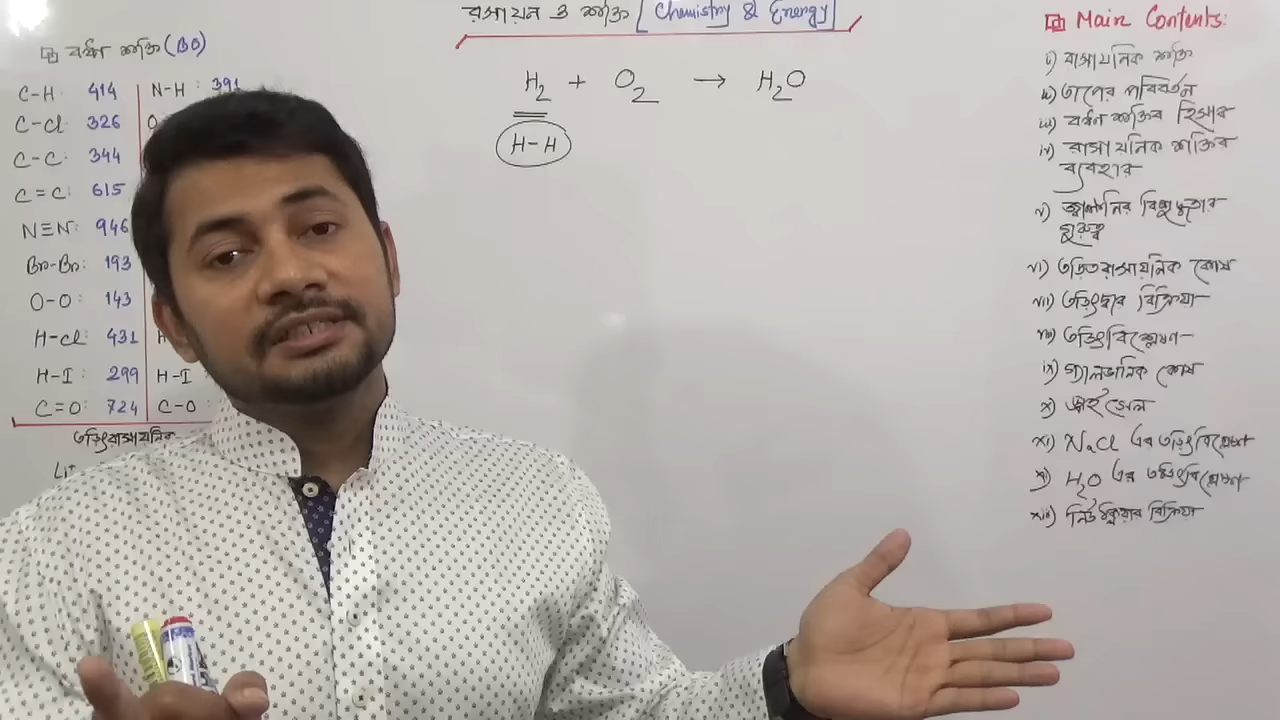 রসায়ন ও শক্তি [Chemistry & Energy]
বন্ধন শক্তি (BO)
C-H: 414
C-Cl: 326
C-C: 344
C=C: 615
N≡N: 946
Br-Br: 193
O-O: 143
H-Cl: 431
H-I: 299
C=O: 724
N-H: 391
H-I
C-O
তড়িৎরাসায়নিক
H₂ + O₂ → H₂O
H-H
Main Contents:
i) রাসায়নিক শক্তি
ii) তাপের পরিবর্তন
iii) বন্ধন শক্তির হিসাব
iv) রাসায়নিক শক্তির
ব্যবহার
v) জ্বালানির বিশুদ্ধতার
গুরুত্ব
vi) তড়িতরাসায়নিক কোষ
vii) তড়িৎদ্বার বিক্রিয়া
viii) তড়িৎবিশ্লেষণ
ix) গ্যালভানিক কোষ
x) ড্রাই সেল
xi) NaCl এর তড়িৎবিশ্লেষণ
xii) H₂O এর তড়িৎবিশ্লেষণ
xiii) নিউক্লিয়ার বিক্রিয়া